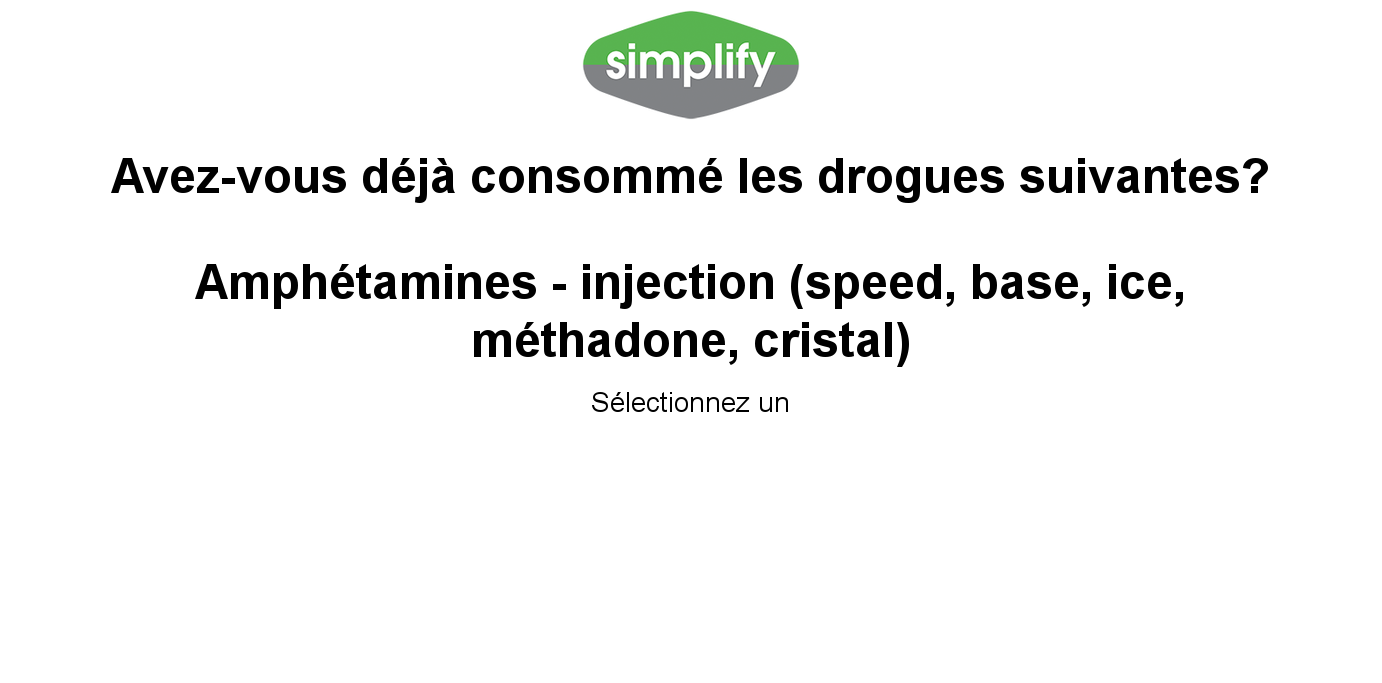 simplify
Avez-vous déjà consommé les drogues suivantes?
Amphétamines - injection (speed, base, ice,
méthadone, cristal)
Sélectionnez un